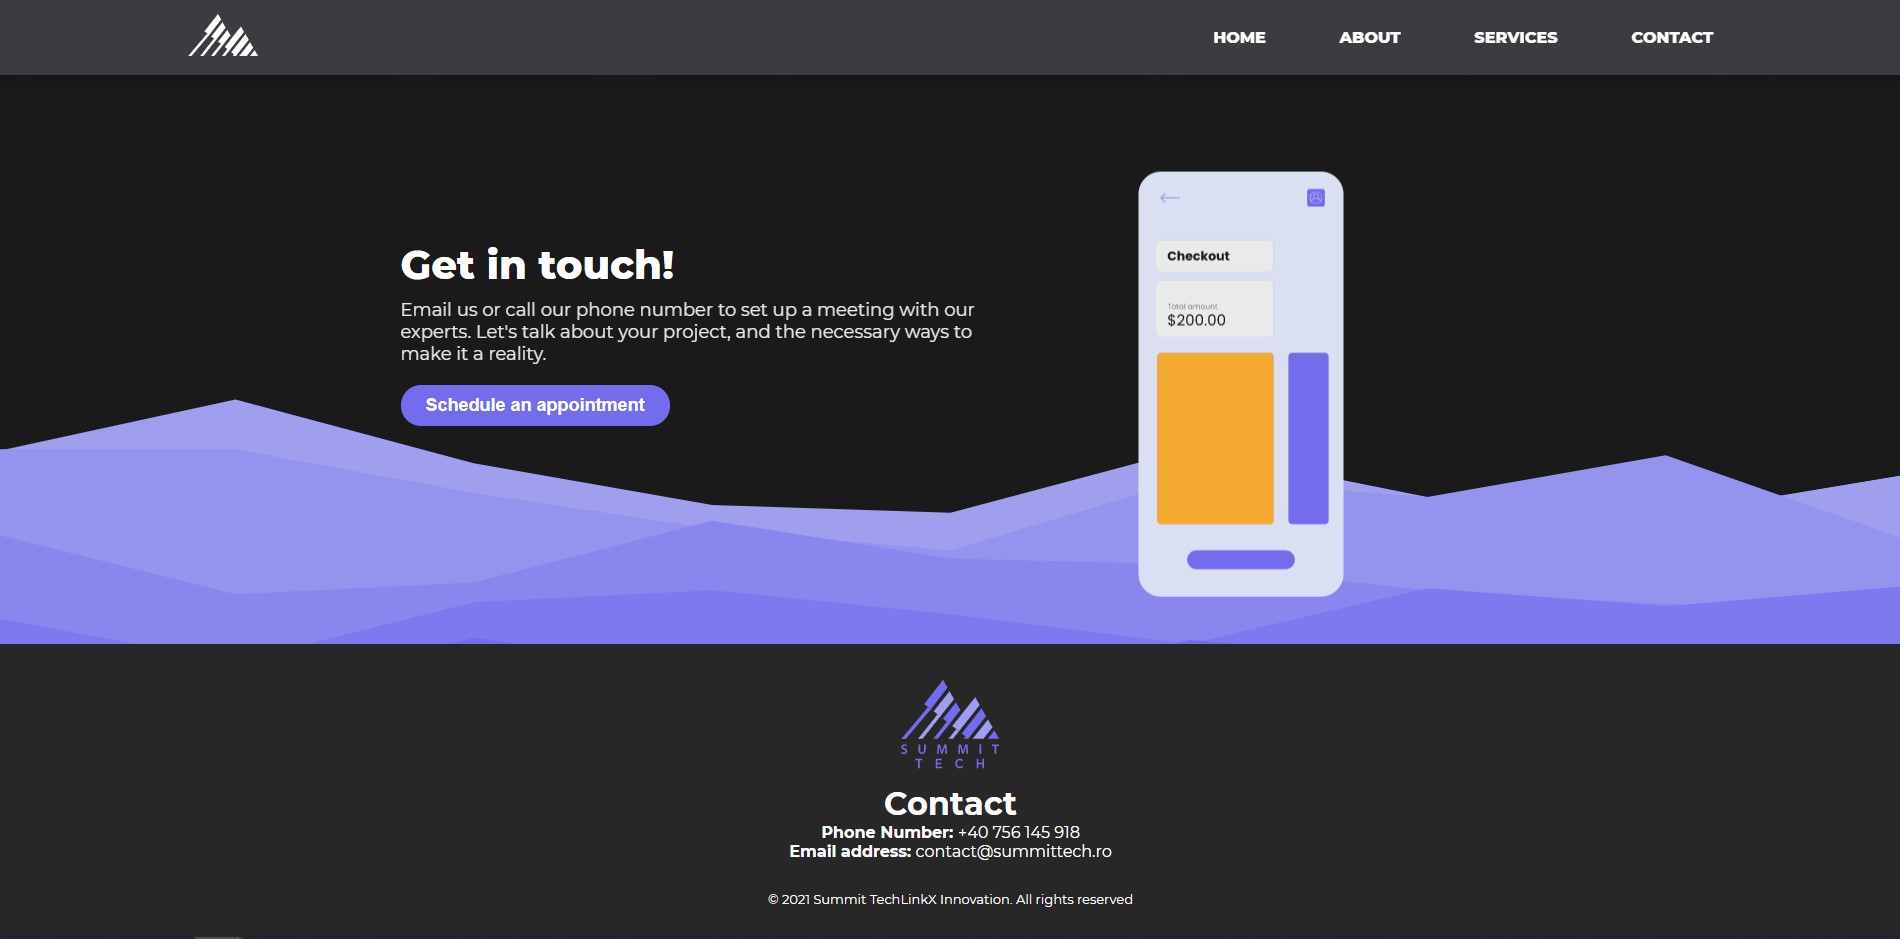 HOME
ABOUT
SERVICES
CONTACT
Get in touch!
Email us or call our phone number to set up a meeting with our
experts. Let's talk about your project, and the necessary ways to
make it a reality.
Schedule an appointment
Checkout
Total amount
$200.00
SUMMIT
TECH
Contact
Phone Number: +40 756 145 918
Email address: contact@summittech.ro
© 2021 Summit TechLinkX Innovation. All rights reserved